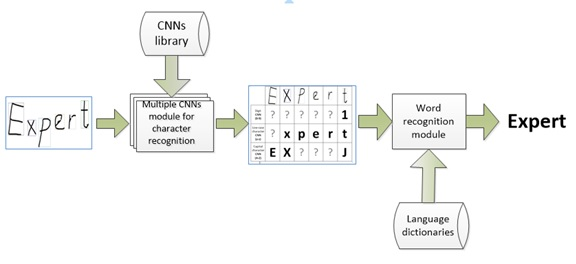 CNNs
library
Expert
Multiple CNNs
module for
character
recognition
E X p e r t
? ? ? ? ? 1
? x p e r t
E X ? ? ? J
Word
recognition
module
Expert
Language
dictionaries